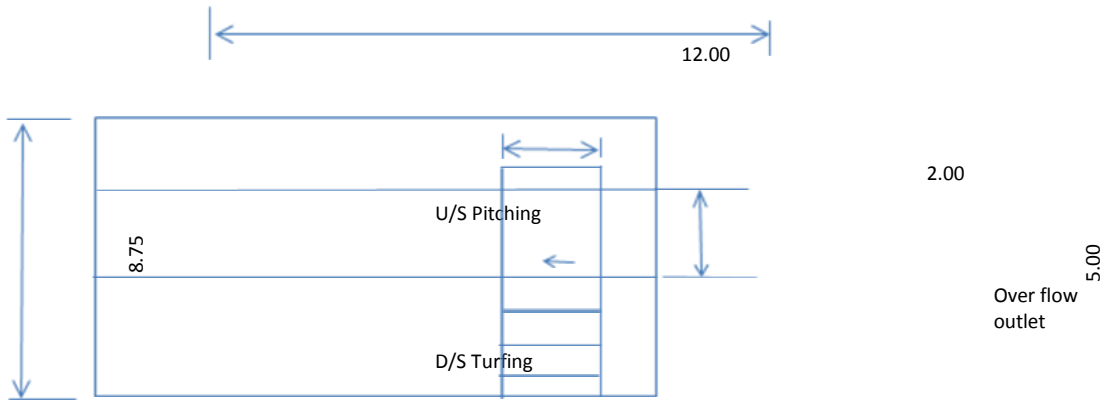 12.00
2.00
U/S Pitching
8.75
5.00
Over flow
outlet
D/S Turfing